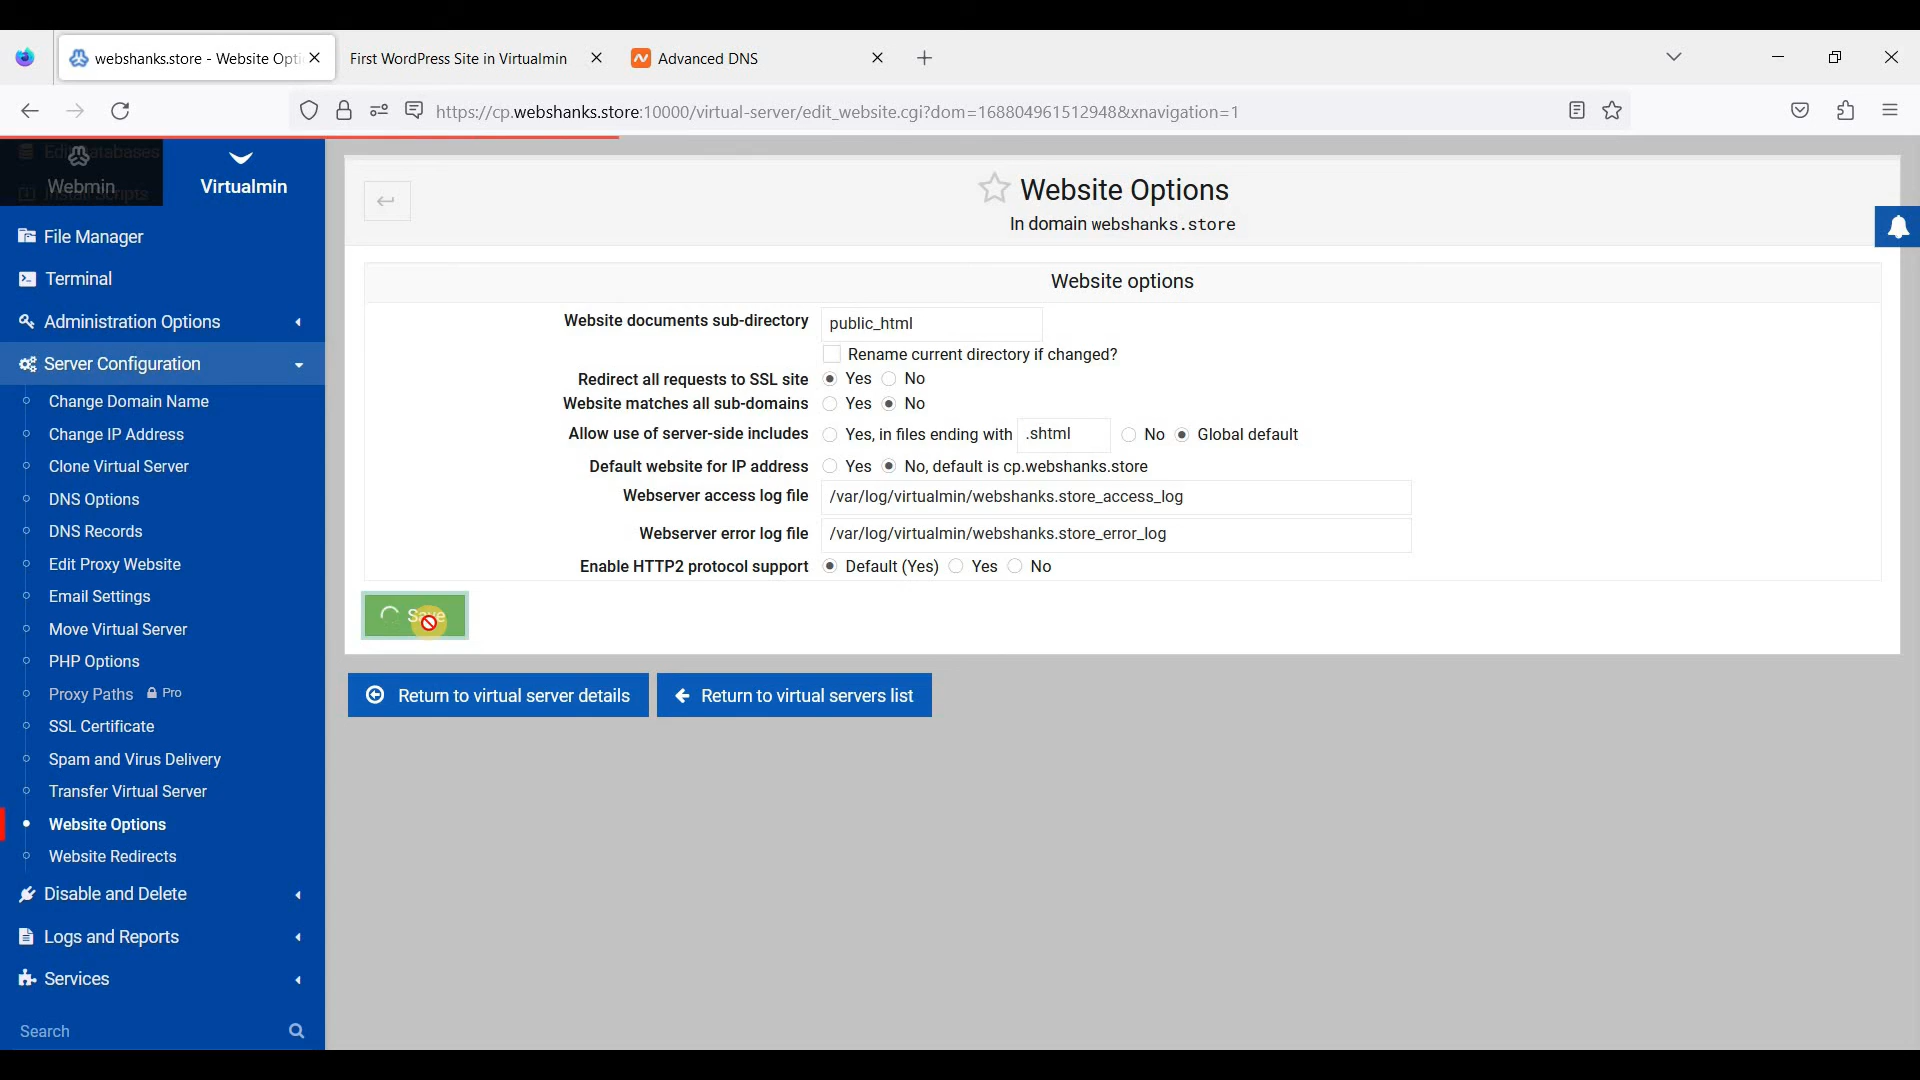 webshanks.store - Website Opti
First WordPress Site in Virtualmin
Advanced DNS
https://cp.webshanks.store:10000/virtual-server/edit_website.cgi?dom=168804961512948&xnavigation=1
Edit Databases
Webmin
Install Scripts
Virtualmin
File Manager
Terminal
Administration Options
Server Configuration
Change Domain Name
Change IP Address
Clone Virtual Server
DNS Options
DNS Records
Edit Proxy Website
Email Settings
Move Virtual Server
PHP Options
Proxy Paths Pro
SSL Certificate
Spam and Virus Delivery
Transfer Virtual Server
Website Options
Website Redirects
Disable and Delete
Logs and Reports
Services
Search
Website Options
In domain webshanks.store
Website options
Website documents sub-directory public_html
Rename current directory if changed?
Redirect all requests to SSL site Yes No
Website matches all sub-domains Yes No
Allow use of server-side includes Yes, in files ending with .shtml No Global default
Default website for IP address Yes No, default is cp.webshanks.store
Webserver access log file /var/log/virtualmin/webshanks.store_access_log
Webserver error log file /var/log/virtualmin/webshanks.store_error_log
Enable HTTP2 protocol support Default (Yes) Yes No
Save
Return to virtual server details Return to virtual servers list